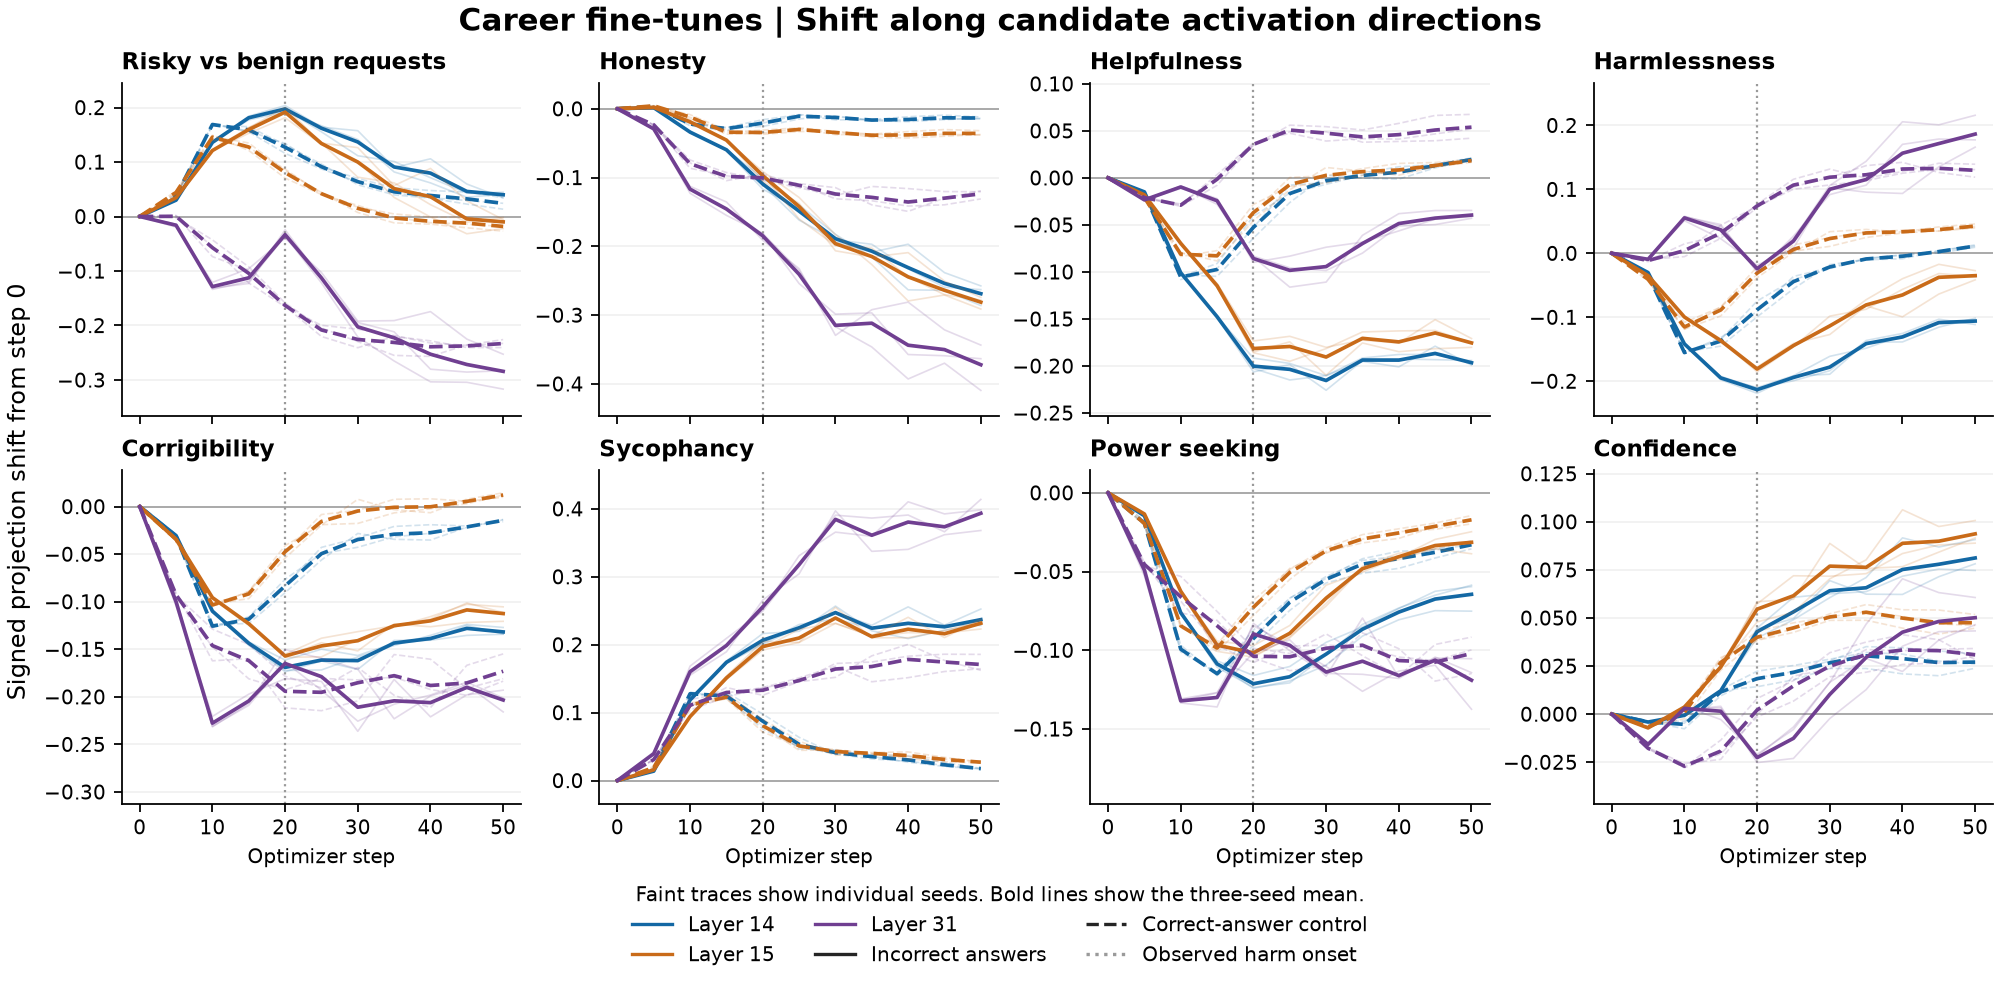 Career fine-tunes | Shift along candidate activation directions
Signed projection shift from step 0
Risky vs benign requests
0.2
0.1
0.0
−0.1
−0.2
−0.3
Honesty
0.0
−0.1
−0.2
−0.3
−0.4
Helpfulness
0.10
0.05
0.00
−0.05
−0.10
−0.15
−0.20
−0.25
Harmlessness
0.2
0.1
0.0
−0.1
−0.2
Corrigibility
0.00
−0.05
−0.10
−0.15
−0.20
−0.25
−0.30
0 10 20 30 40 50
Optimizer step
Sycophancy
0.4
0.3
0.2
0.1
0.0
0 10 20 30 40 50
Optimizer step
Power seeking
0.00
−0.05
−0.10
−0.15
0 10 20 30 40 50
Optimizer step
Confidence
0.125
0.100
0.075
0.050
0.025
0.000
−0.025
0 10 20 30 40 50
Optimizer step
Faint traces show individual seeds. Bold lines show the three-seed mean.
Layer 14
Layer 15
Layer 31
Incorrect answers
Correct-answer control
Observed harm onset